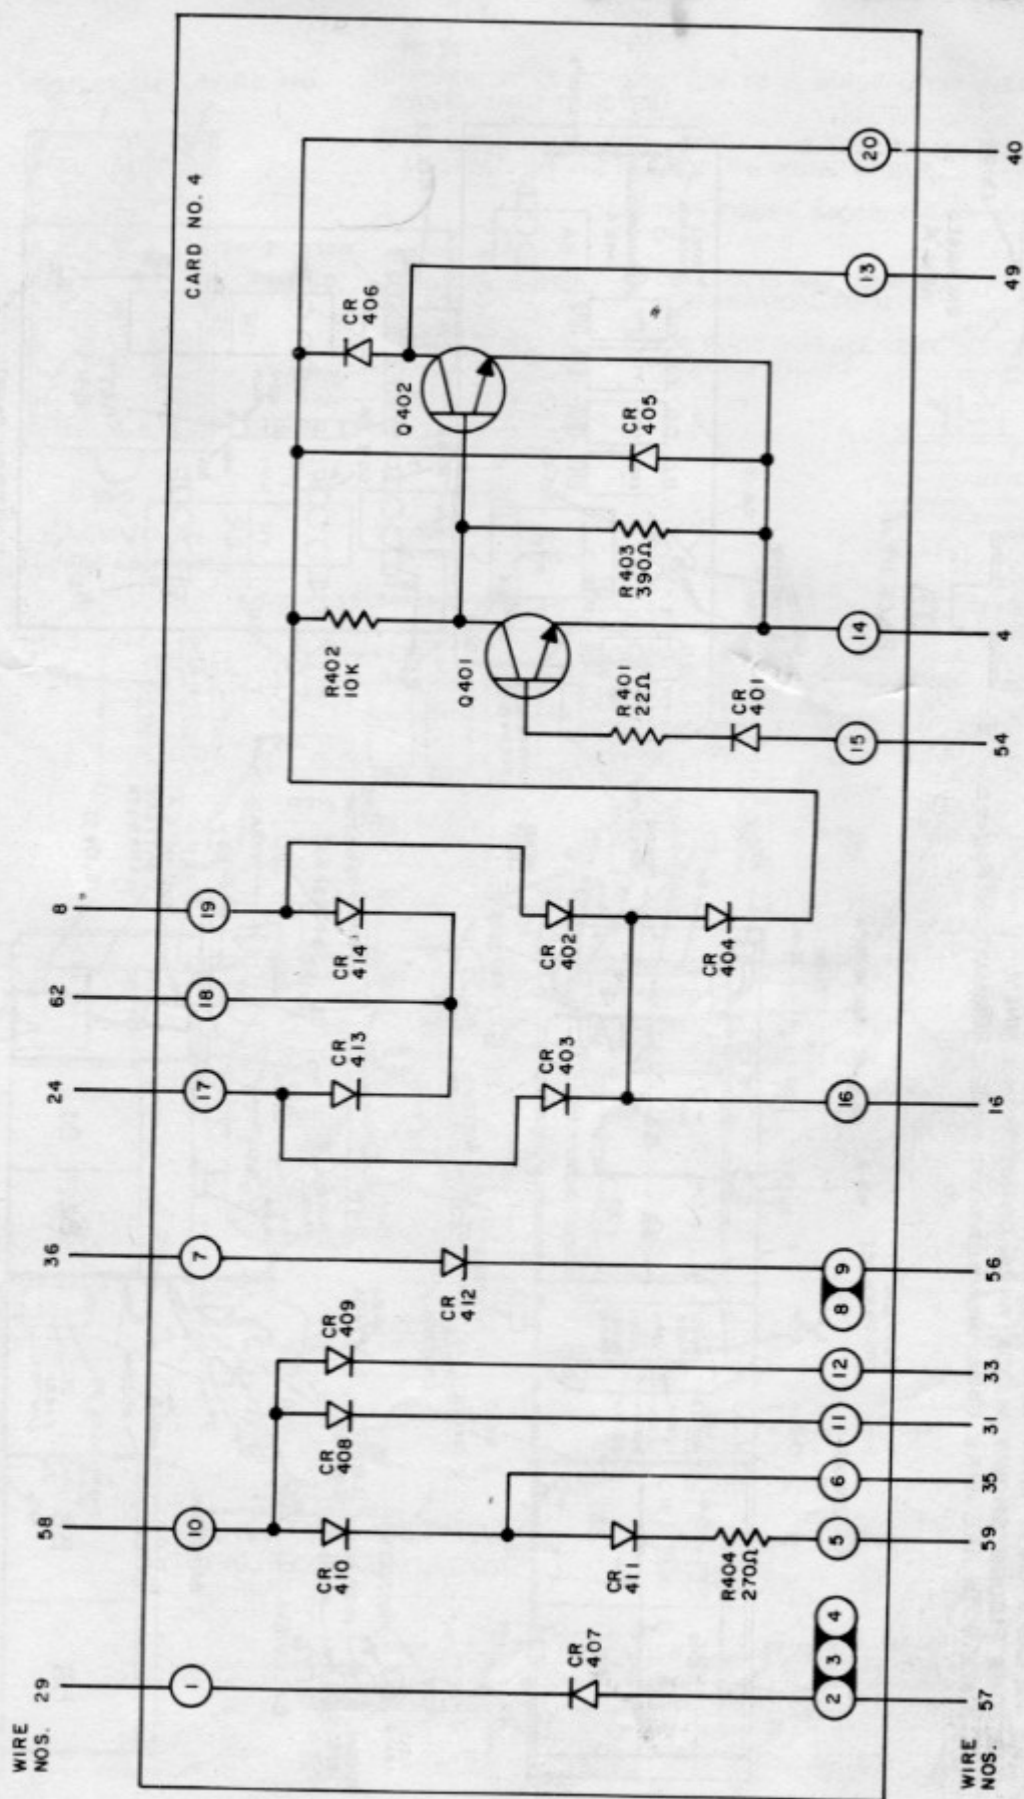 WIRE
NOS. 29 58 36 24 62 8
CARD NO. 4
1 10 7 17 18 19
CR
410
CR
408
CR
409
CR
413
CR
414
R402
10K
CR
406
CR
412
Q401
Q402
CR
407
CR
411
CR
403
CR
402
R401
22Ω
R403
390Ω
CR
405
R404
270Ω
CR
404
CR
401
2 3 4 5 6 11 12 8 9 16 15 14 13 20
WIRE
NOS. 57 59 35 31 33 56 16 54 4 49 40